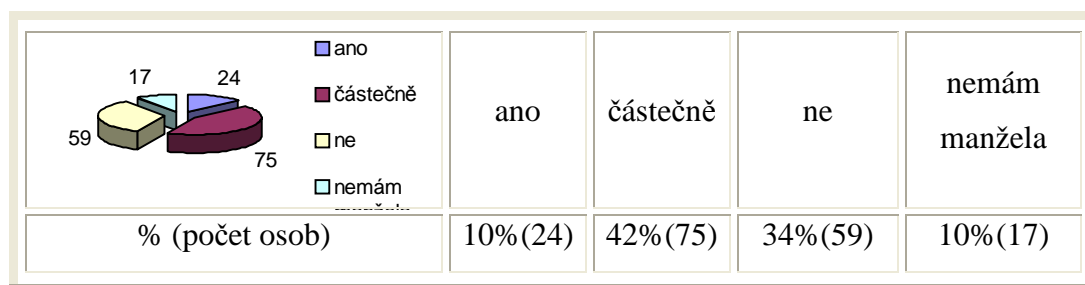 ano
17
24
částečně
59
75
ne
nemám
ano
částečně
ne
nemám
manžela
% (počet osob)
10%(24)
42%(75)
34%(59)
10%(17)